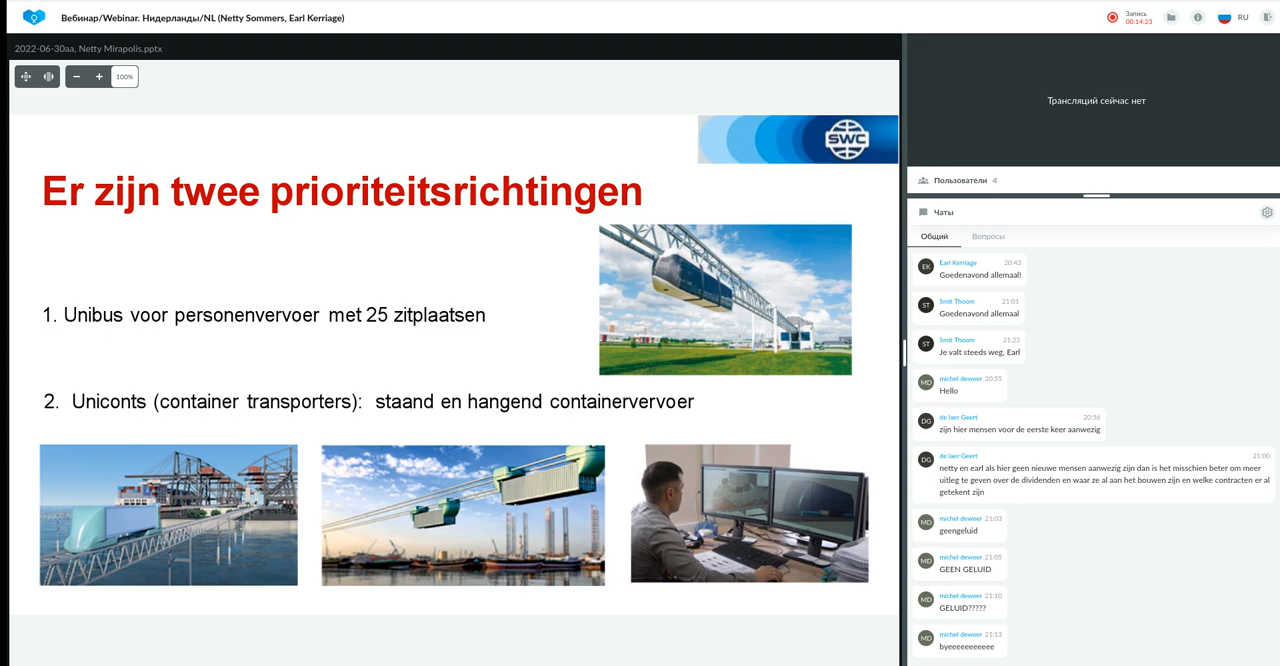 Вебинар/Webinar. Нидерланды/NL (Netty Sommers, Earl Kerriage)
Запись
00:14:23
RU
2022-06-30aa, Netty Mirapolis.pptx
100%
SWC
Er zijn twee prioriteitsrichtingen
1. Unibus voor personenvervoer met 25 zitplaatsen
2. Uniconts (container transporters): staand en hangend containervervoer
Трансляций сейчас нет
Пользователи 4
Чаты
Общий Вопросы
EK Earl Kerriage 20:43
Goedenavond allemaal!
ST Smit Thoom 21:01
Goedenavond allemaal
ST Smit Thoom 21:23
Je valt steeds weg, Earl
MD michel deweer 20:55
Hello
DG de laer Geert 20:56
zijn hier mensen voor de eerste keer aanwezig
DG de laer Geert 21:00
netty en earl als hier geen nieuwe mensen aanwezig zijn dan is het misschien beter om meer
uitleg te geven over de dividenden en waar ze al aan het bouwen zijn en welke contracten er al
getekent zijn
MD michel deweer 21:03
geengeluid
MD michel deweer 21:05
GEEN GELUID
MD michel deweer 21:10
GELUID?????
MD michel deweer 21:13
byeeeeeeeeeee